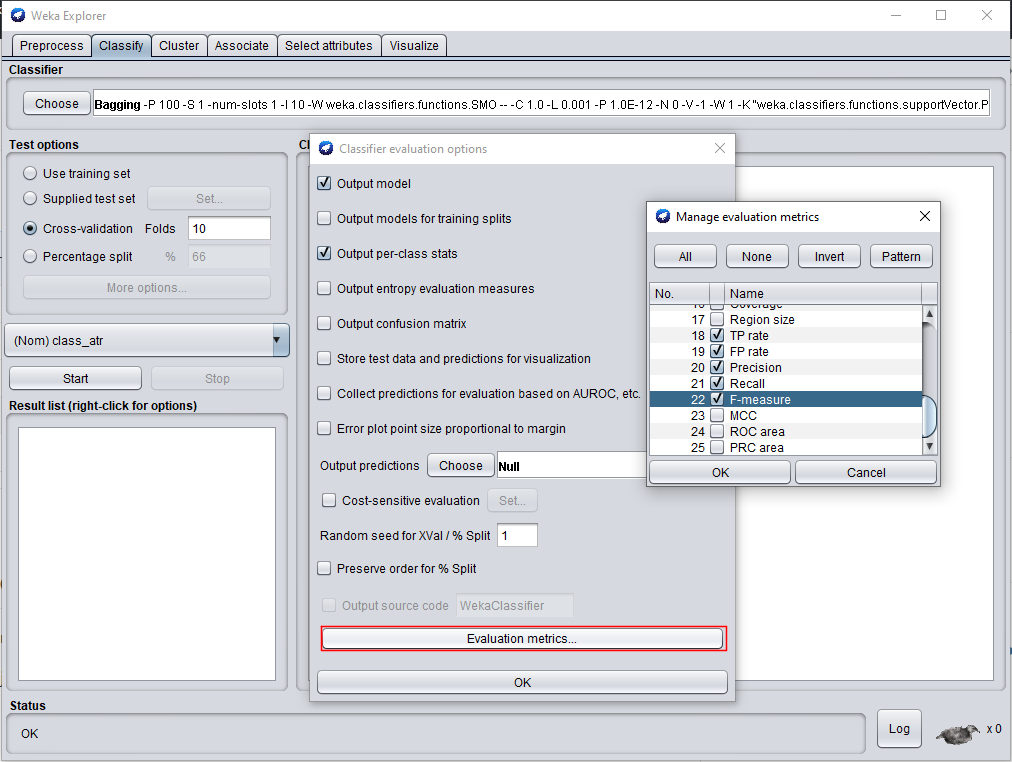 Weka Explorer
Preprocess Classify Cluster Associate Select attributes Visualize
Classifier
Choose Bagging -P 100 -S 1 -num-slots 1 -I 10 -W weka.classifiers.functions.SMO -- -C 1.0 -L 0.001 -P 1.0E-12 -N 0 -V -1 -W 1 -K "weka.classifiers.functions.supportVector.P
Test options
Use training set
Supplied test set Set...
Cross-validation Folds 10
Percentage split % 66
More options...
(Nom) class_atr
Start Stop
Result list (right-click for options)
Cl
Classifier evaluation options
Output model
Output models for training splits
Output per-class stats
Output entropy evaluation measures
Output confusion matrix
Store test data and predictions for visualization
Collect predictions for evaluation based on AUROC, etc.
Error plot point size proportional to margin
Output predictions Choose Null
Cost-sensitive evaluation Set...
Random seed for XVal / % Split 1
Preserve order for % Split
Output source code WekaClassifier
Evaluation metrics...
OK
Manage evaluation metrics
All None Invert Pattern
No. Name
16 Coverage
17 Region size
18 TP rate
19 FP rate
20 Precision
21 Recall
22 F-measure
23 MCC
24 ROC area
25 PRC area
OK Cancel
Status
OK
Log x 0